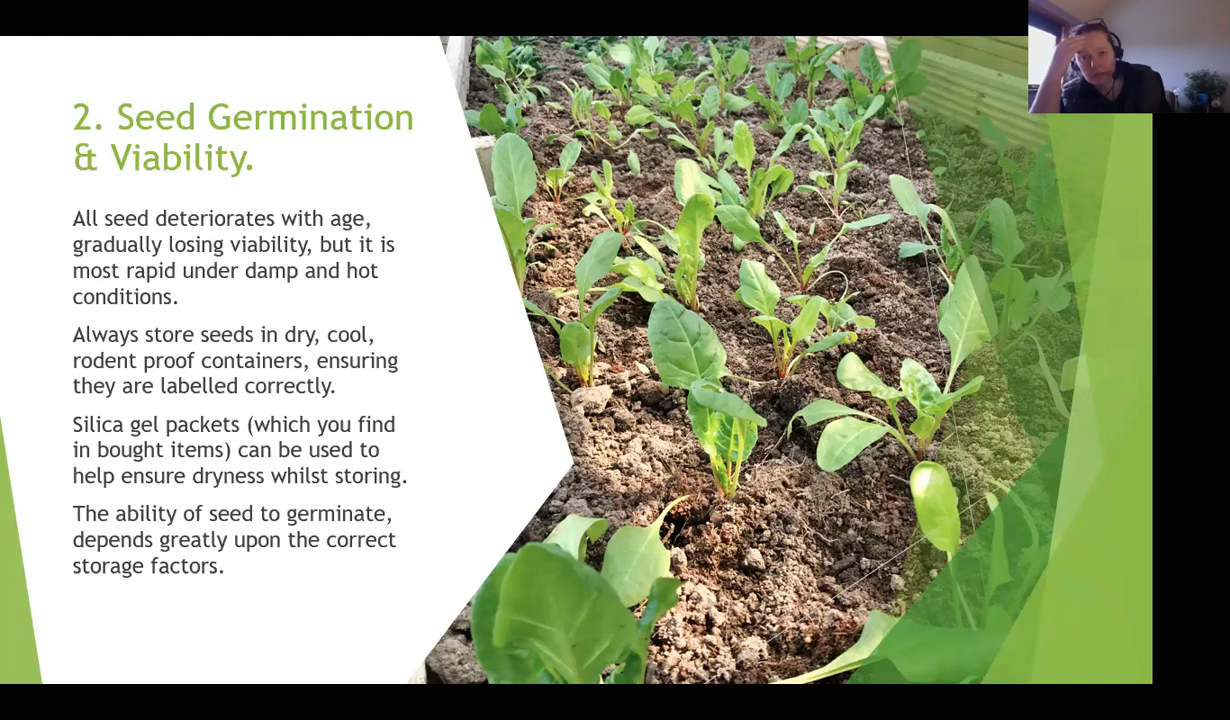 2. Seed Germination
& Viability.
All seed deteriorates with age,
gradually losing viability, but it is
most rapid under damp and hot
conditions.
Always store seeds in dry, cool,
rodent proof containers, ensuring
they are labelled correctly.
Silica gel packets (which you find
in bought items) can be used to
help ensure dryness whilst storing.
The ability of seed to germinate,
depends greatly upon the correct
storage factors.